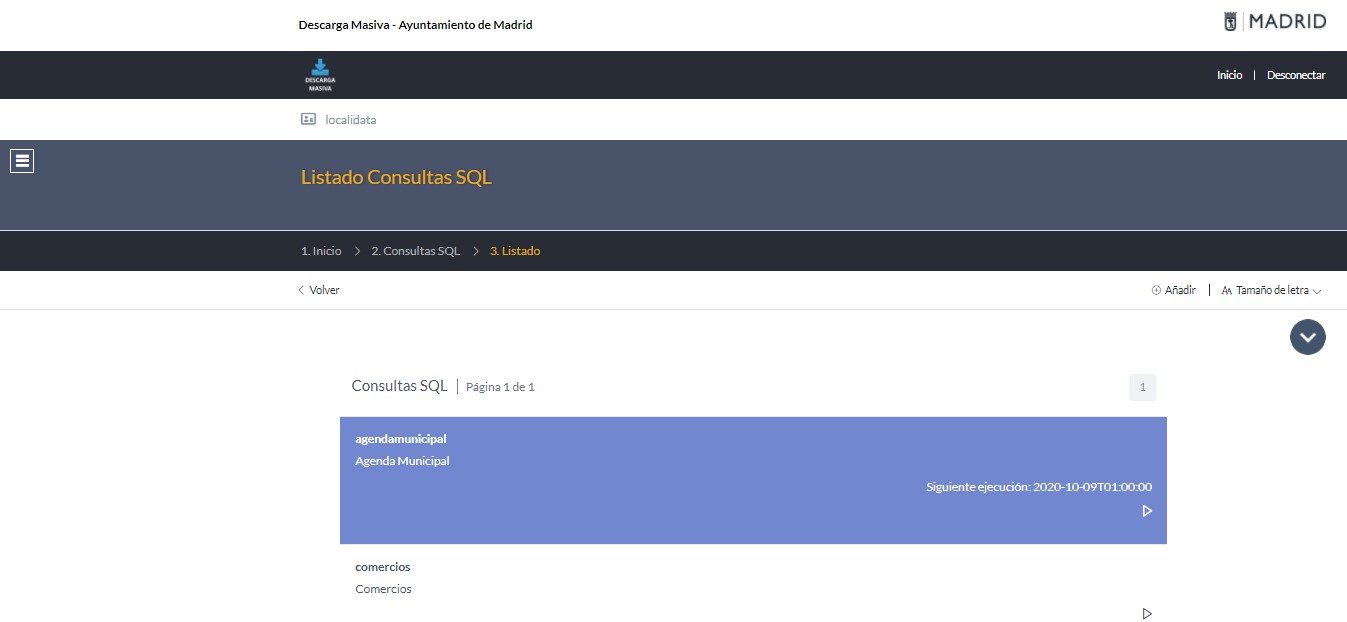 Descarga Masiva - Ayuntamiento de Madrid
MADRID
DESCARGA
MASIVA
Inicio | Desconectar
localidata
Listado Consultas SQL
1. Inicio > 2. Consultas SQL > 3. Listado
< Volver
Añadir | AA Tamaño de letra
Consultas SQL | Página 1 de 1
1
agendamunicipal
Agenda Municipal
Siguiente ejecución: 2020-10-09T01:00:00
comercios
Comercios